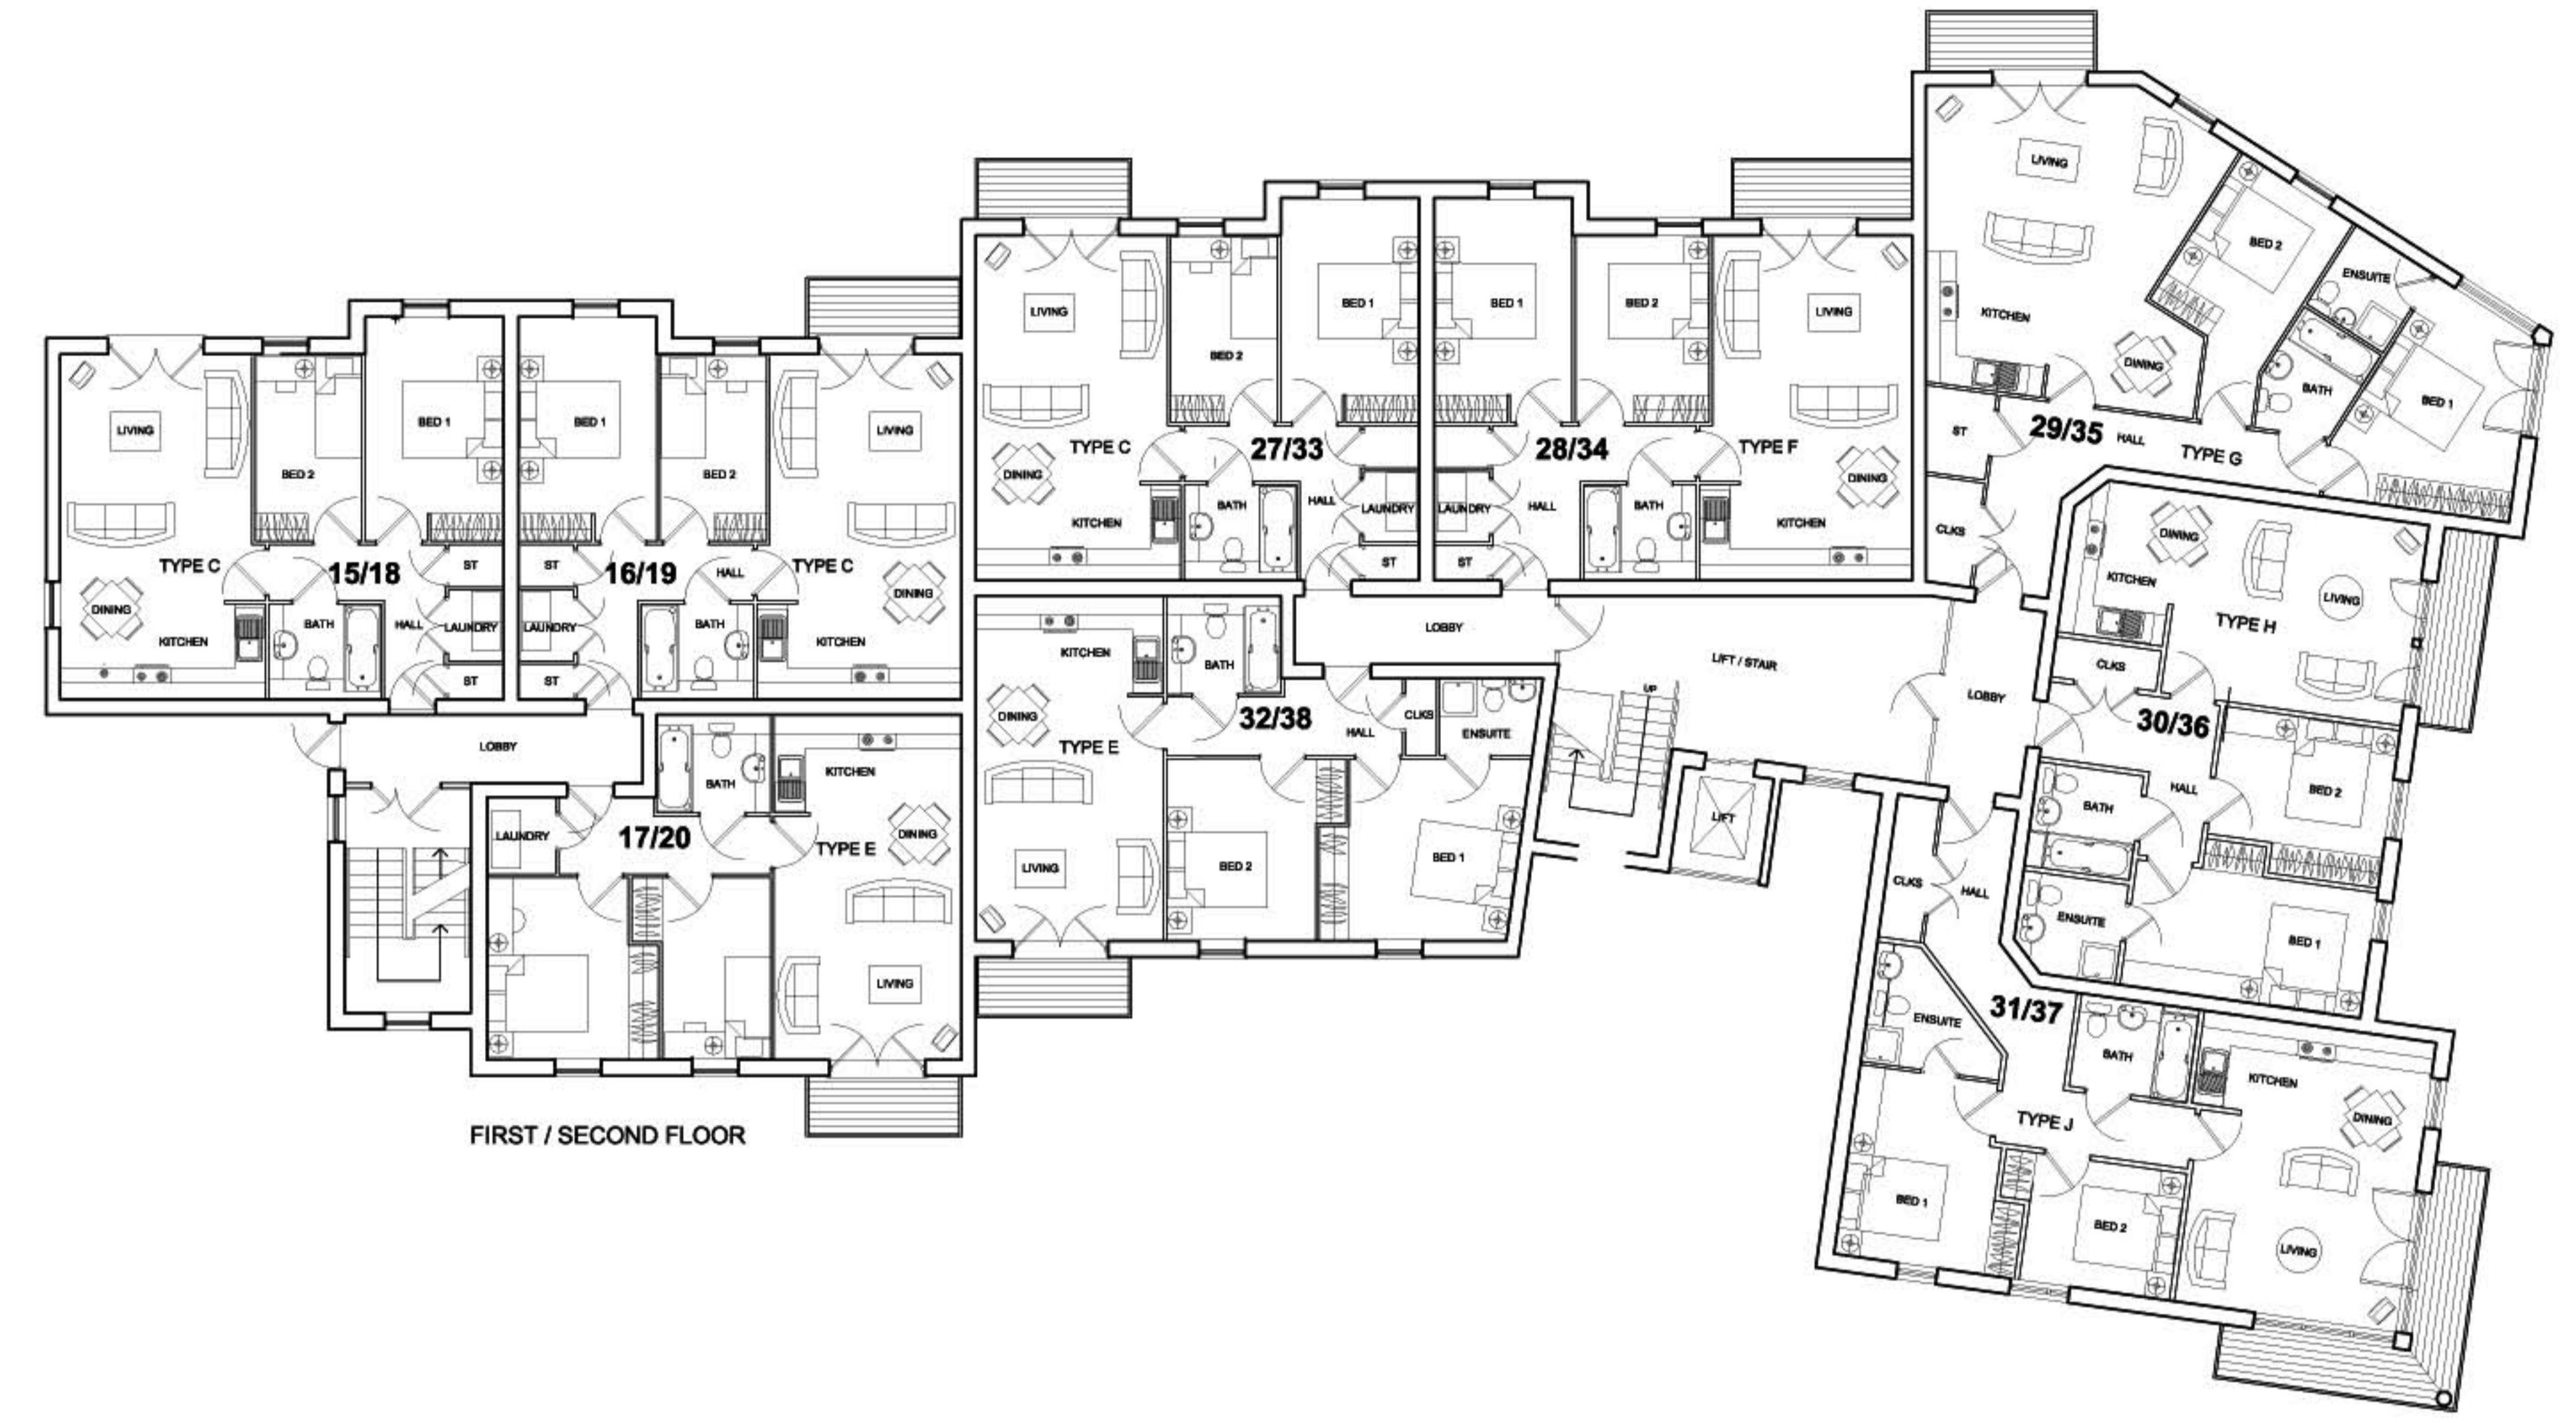 LIVING
BED 2
BED 1
TYPE C
15/18
ST
DINING
KITCHEN
BATH
HALL
LAUNDRY
ST
BED 1
BED 2
LIVING
ST
16/19
HALL
TYPE C
DINING
LAUNDRY
BATH
KITCHEN
ST
LOBBY
BATH
KITCHEN
LAUNDRY
17/20
TYPE E
DINING
LIVING
FIRST / SECOND FLOOR
LIVING
BED 2
BED 1
TYPE C
27/33
DINING
KITCHEN
BATH
HALL
LAUNDRY
ST
BED 1
BED 2
LIVING
28/34
TYPE F
DINING
LAUNDRY
HALL
BATH
KITCHEN
ST
LOBBY
KITCHEN
BATH
DINING
TYPE E
32/38
HALL
CLKS
ENSUITE
LIVING
BED 2
BED 1
LIFT / STAIR
UP
LIFT
LOBBY
LIVING
BED 2
ENSUITE
KITCHEN
DINING
BATH
BED 1
ST
29/35
HALL
TYPE G
CLKS
DINING
KITCHEN
LIVING
TYPE H
CLKS
30/36
HALL
BED 2
BATH
ENSUITE
BED 1
CLKS
HALL
31/37
ENSUITE
BATH
KITCHEN
DINING
TYPE J
BED 1
BED 2
LIVING